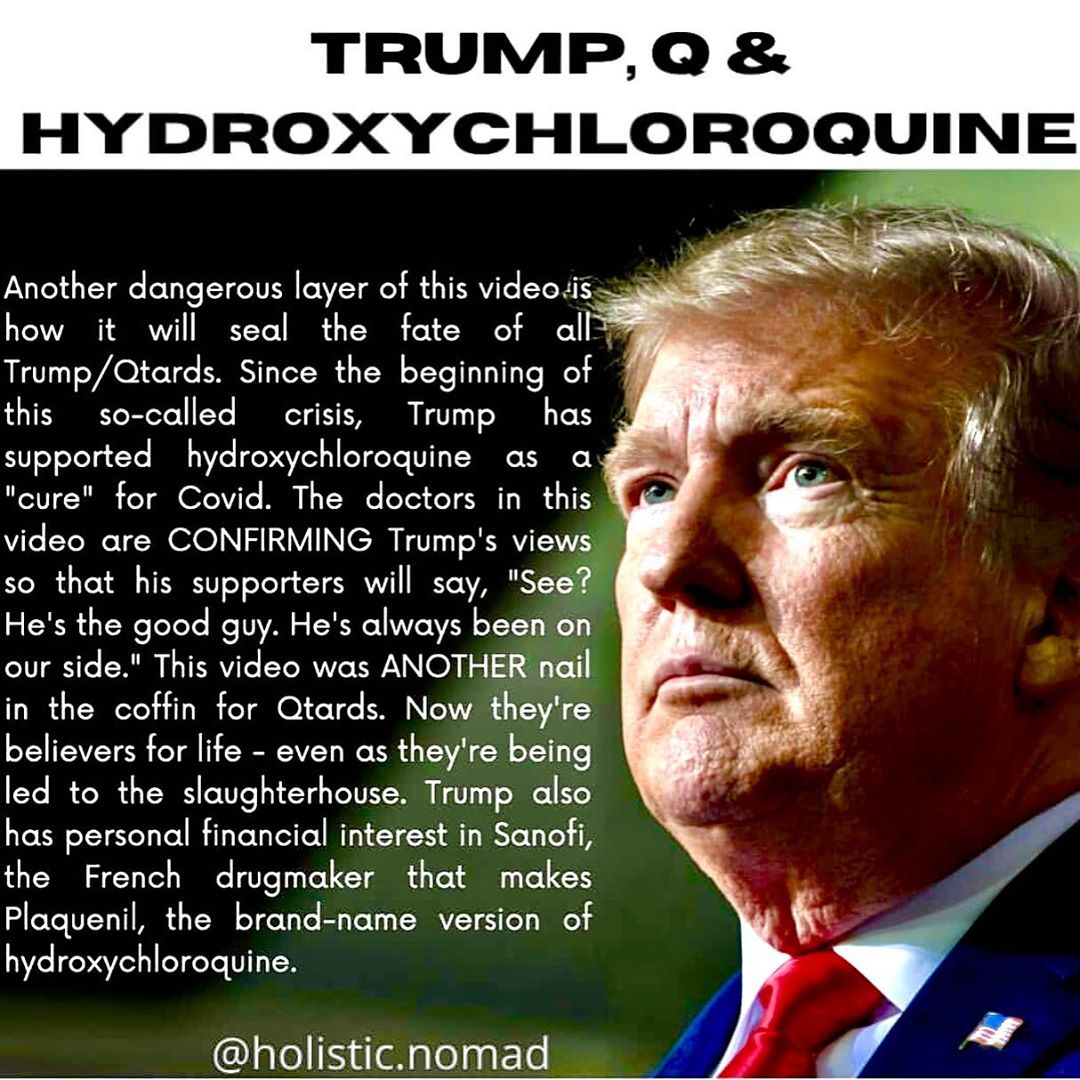 TRUMP, Q &
HYDROXYCHLOROQUINE
Another dangerous layer of this video is
how it will seal the fate of all
Trump/Qtards. Since the beginning of
this so-called crisis, Trump has
supported hydroxychloroquine as a
"cure" for Covid. The doctors in this
video are CONFIRMING Trump's views
so that his supporters will say, "See?
He's the good guy. He's always been on
our side." This video was ANOTHER nail
in the coffin for Qtards. Now they're
believers for life - even as they're being
led to the slaughterhouse. Trump also
has personal financial interest in Sanofi,
the French drugmaker that makes
Plaquenil, the brand-name version of
hydroxychloroquine.
@holistic.nomad